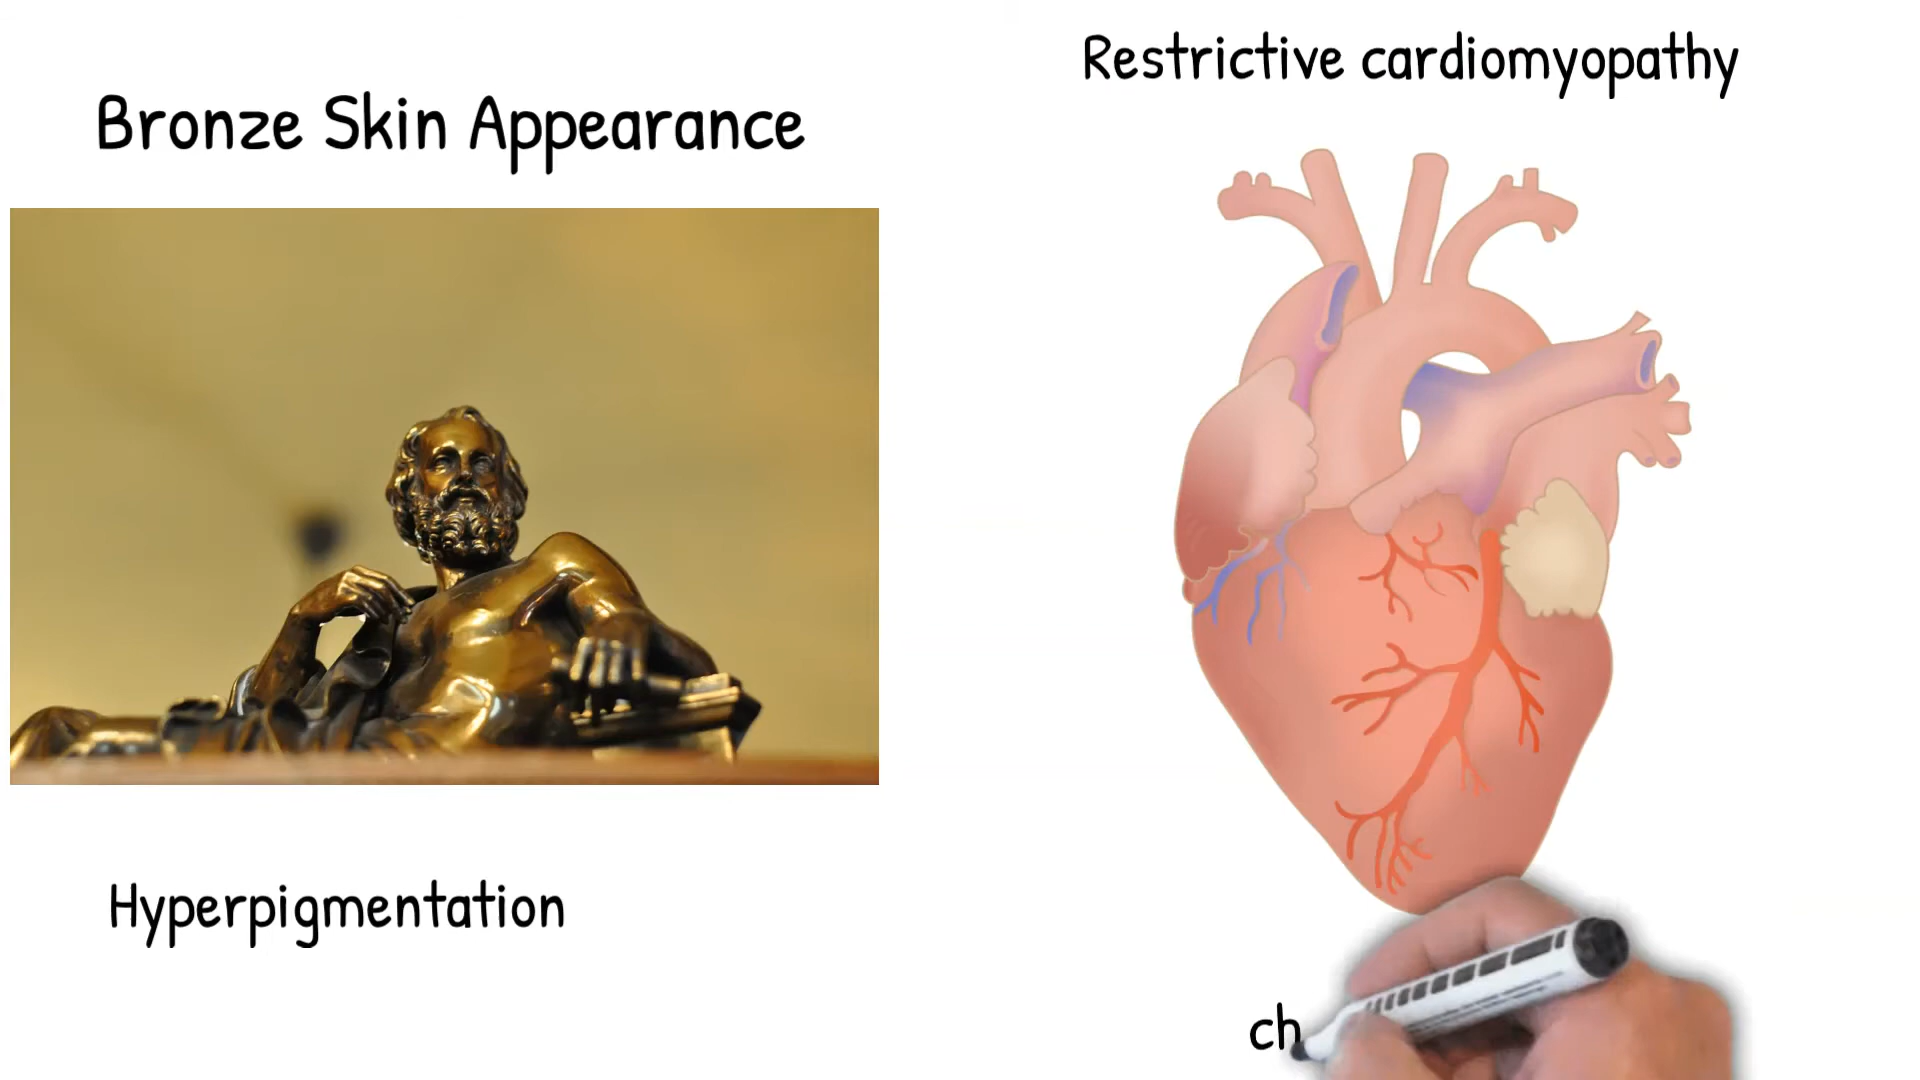 Bronze Skin Appearance
Hyperpigmentation
Restrictive cardiomyopathy
ch